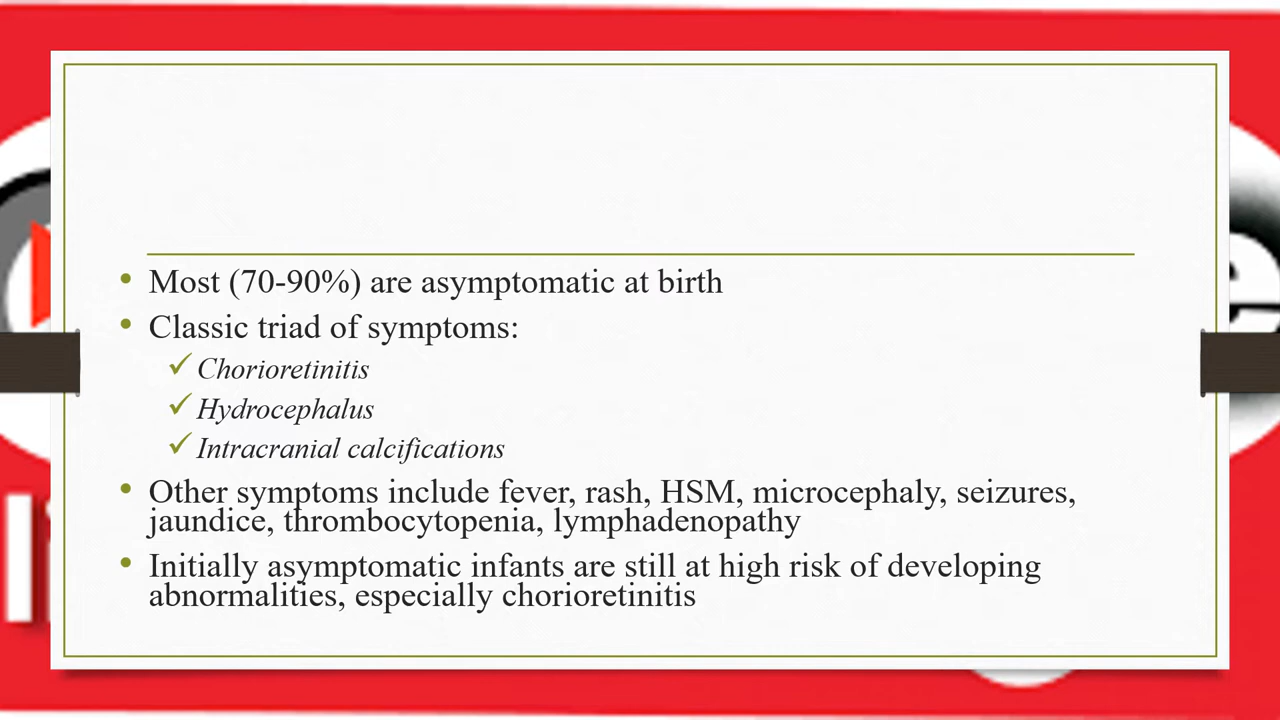 Most (70-90%) are asymptomatic at birth
Classic triad of symptoms:
Chorioretinitis
Hydrocephalus
Intracranial calcifications
Other symptoms include fever, rash, HSM, microcephaly, seizures,
jaundice, thrombocytopenia, lymphadenopathy
Initially asymptomatic infants are still at high risk of developing
abnormalities, especially chorioretinitis